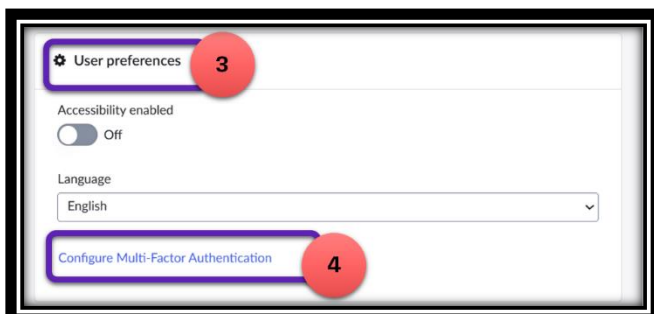 User preferences
3
Accessibility enabled
Off
Language
English
Configure Multi-Factor Authentication
4